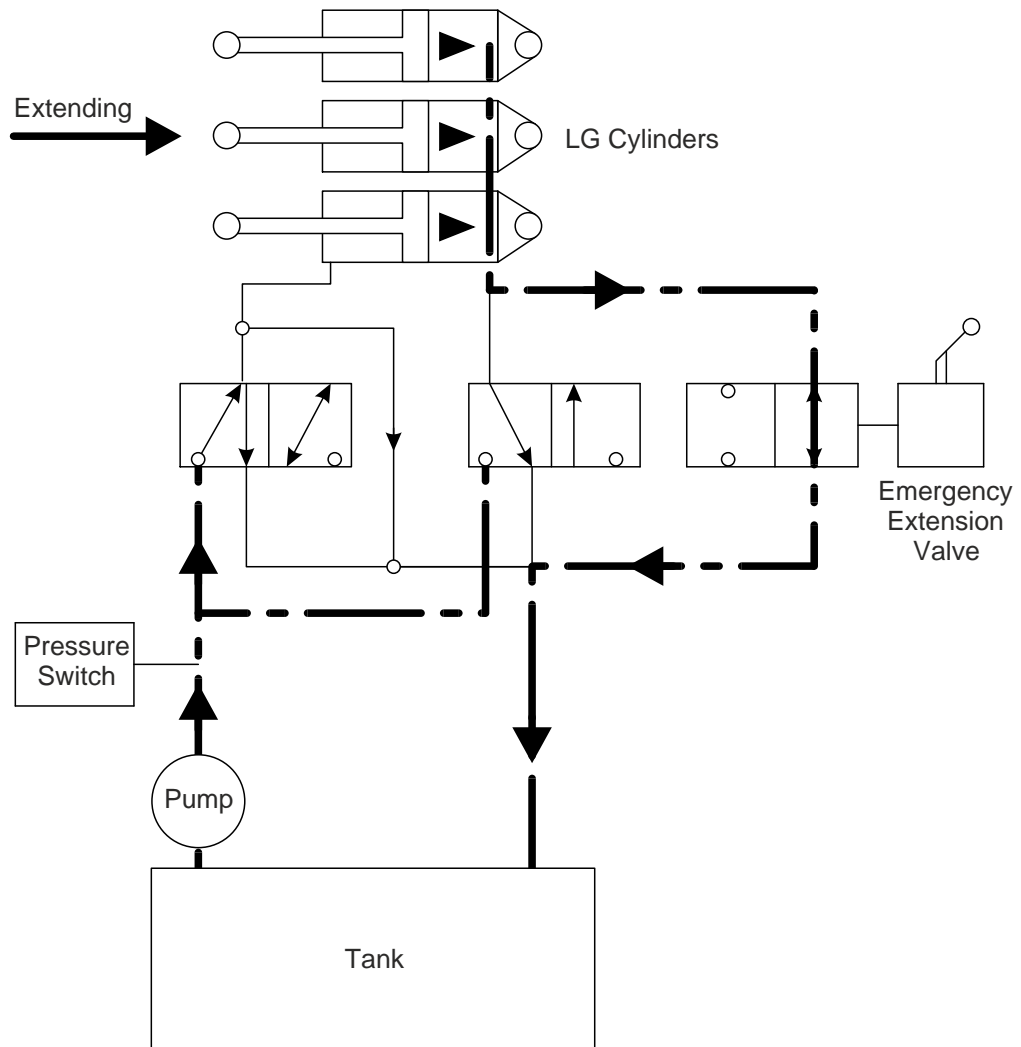 Extending
LG Cylinders
Emergency
Extension
Valve
Pressure
Switch
Pump
Tank